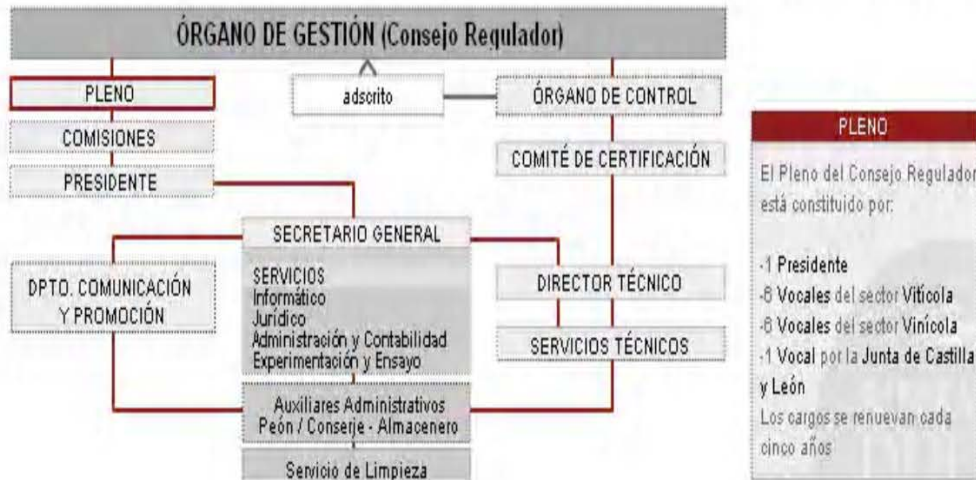 ÓRGANO DE GESTIÓN (Consejo Regulador)
PLENO
adscrito
ÓRGANO DE CONTROL
COMISIONES
COMITÉ DE CERTIFICACIÓN
PRESIDENTE
SECRETARIO GENERAL
SERVICIOS
Informático
Jurídico
Administración y Contabilidad
Experimentación y Ensayo
DPTO. COMUNICACIÓN
Y PROMOCIÓN
DIRECTOR TÉCNICO
SERVICIOS TÉCNICOS
Auxiliares Administrativos
Peón / Conserje - Almacenero
Servicio de Limpieza
PLENO
El Pleno del Consejo Regulador
está constituido por:
-1 Presidente
-6 Vocales del sector Vitícola
-6 Vocales del sector Vinícola
-1 Vocal por la Junta de Castilla
y León
Los cargos se renuevan cada
cinco años